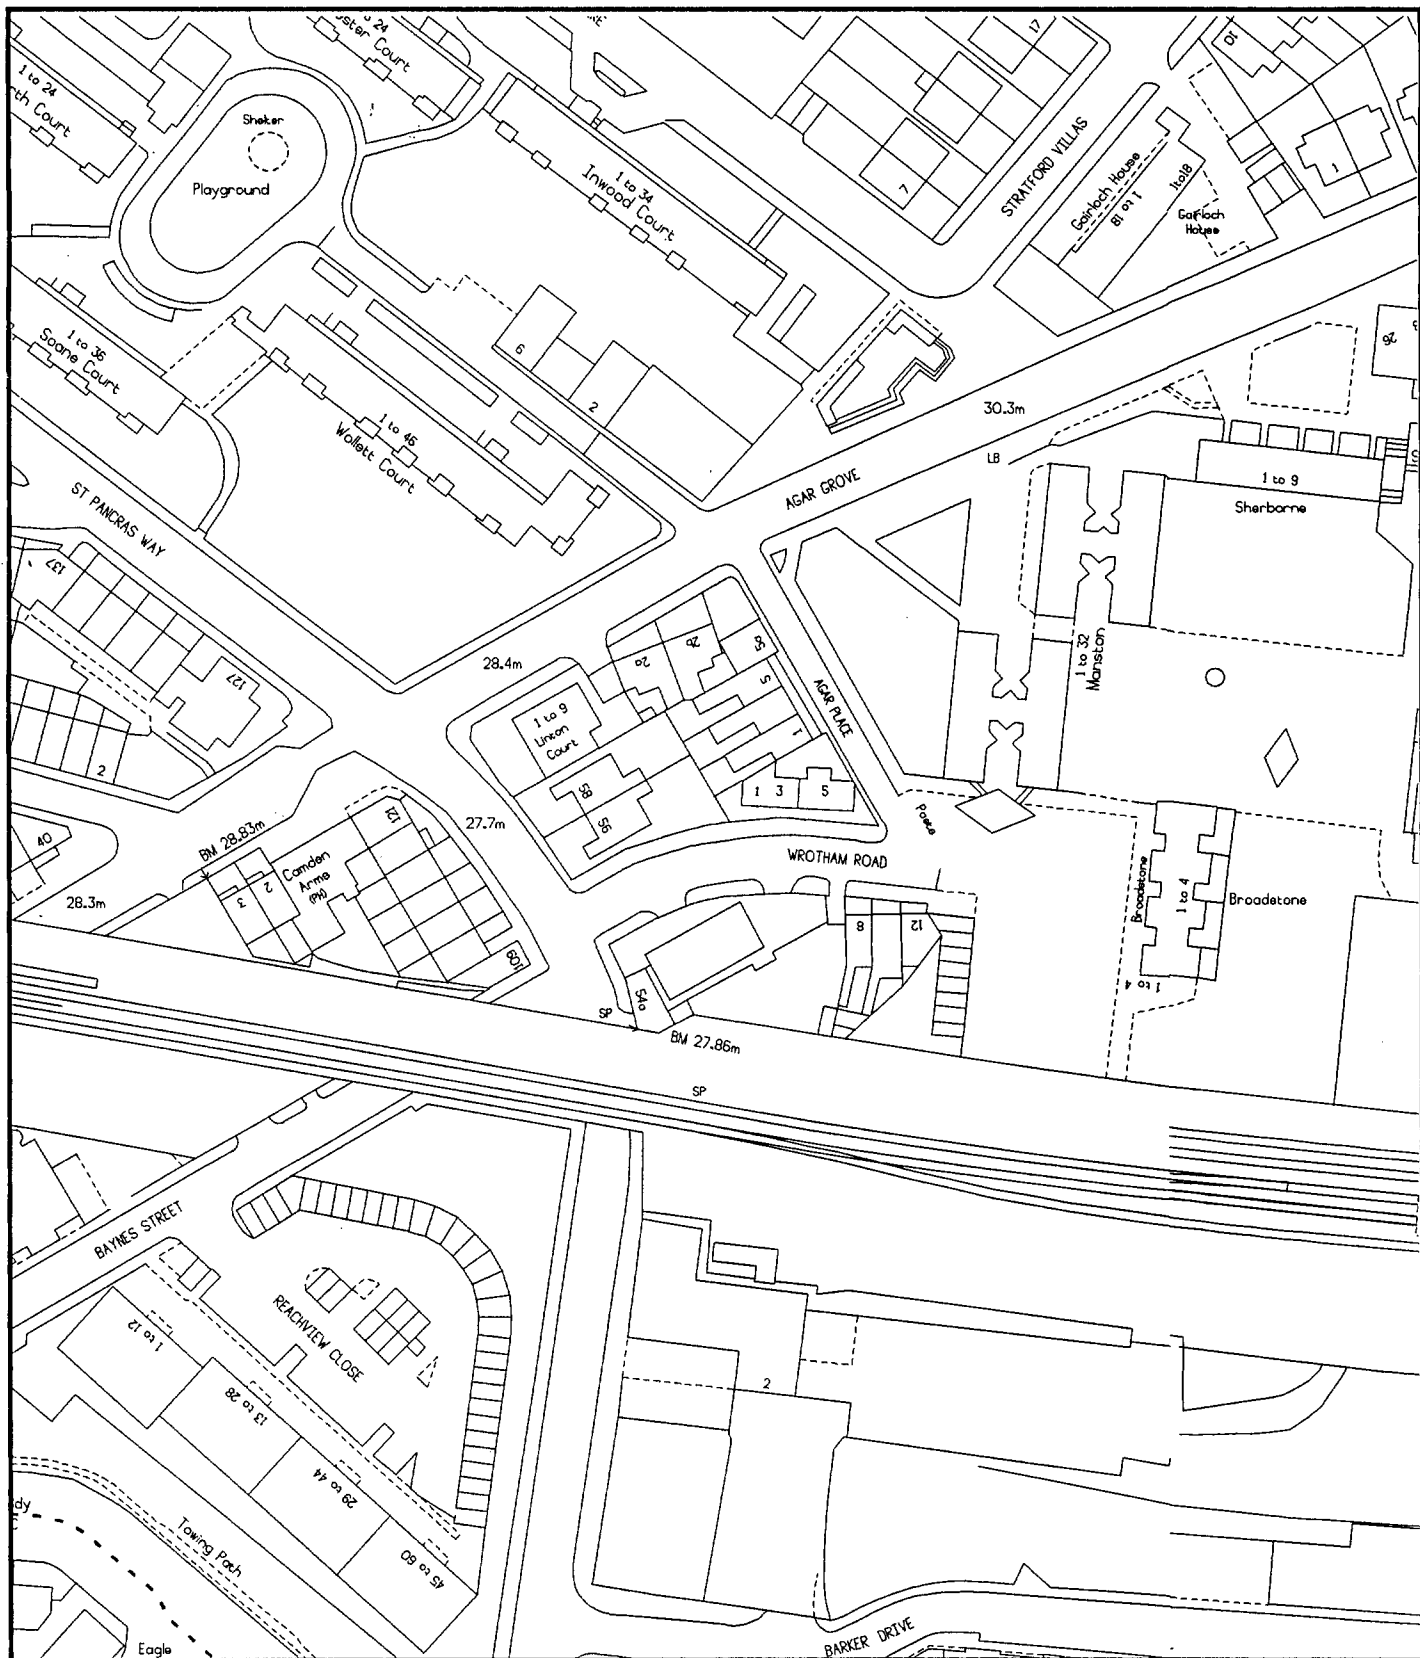 1 to 24
rth Court
Shelter
Playground
24
ster Court
1 to 34
Inwood Court
17
7
STRATFORD VILLAS
Gairloch House
1 to 18
1to18
Gairloch
House
10
1
26
1 to 36
Soane Court
6
2
1 to 46
Wollett Court
30.3m
LB
AGAR GROVE
1 to 9
Sherborne
ST PANCRAS WAY
137
127
2
28.4m
2a
2b
5a
5
1
AGAR PLACE
1 to 32
Manston
1 to 9
Linton
Court
58
56
1 3 5
Posts
27.7m
WROTHAM ROAD
40
28.3m
BM 28.83m
3
2
Camden
Arms
(PH)
121
109
54a
SP
BM 27.86m
8
12
Broadstone
1 to 4
Broadstone
1 to 4
SP
BAYNES STREET
REACHVIEW CLOSE
1 to 12
13 to 28
29 to 44
45 to 60
2
Towing Path
dy
Eagle
BARKER DRIVE